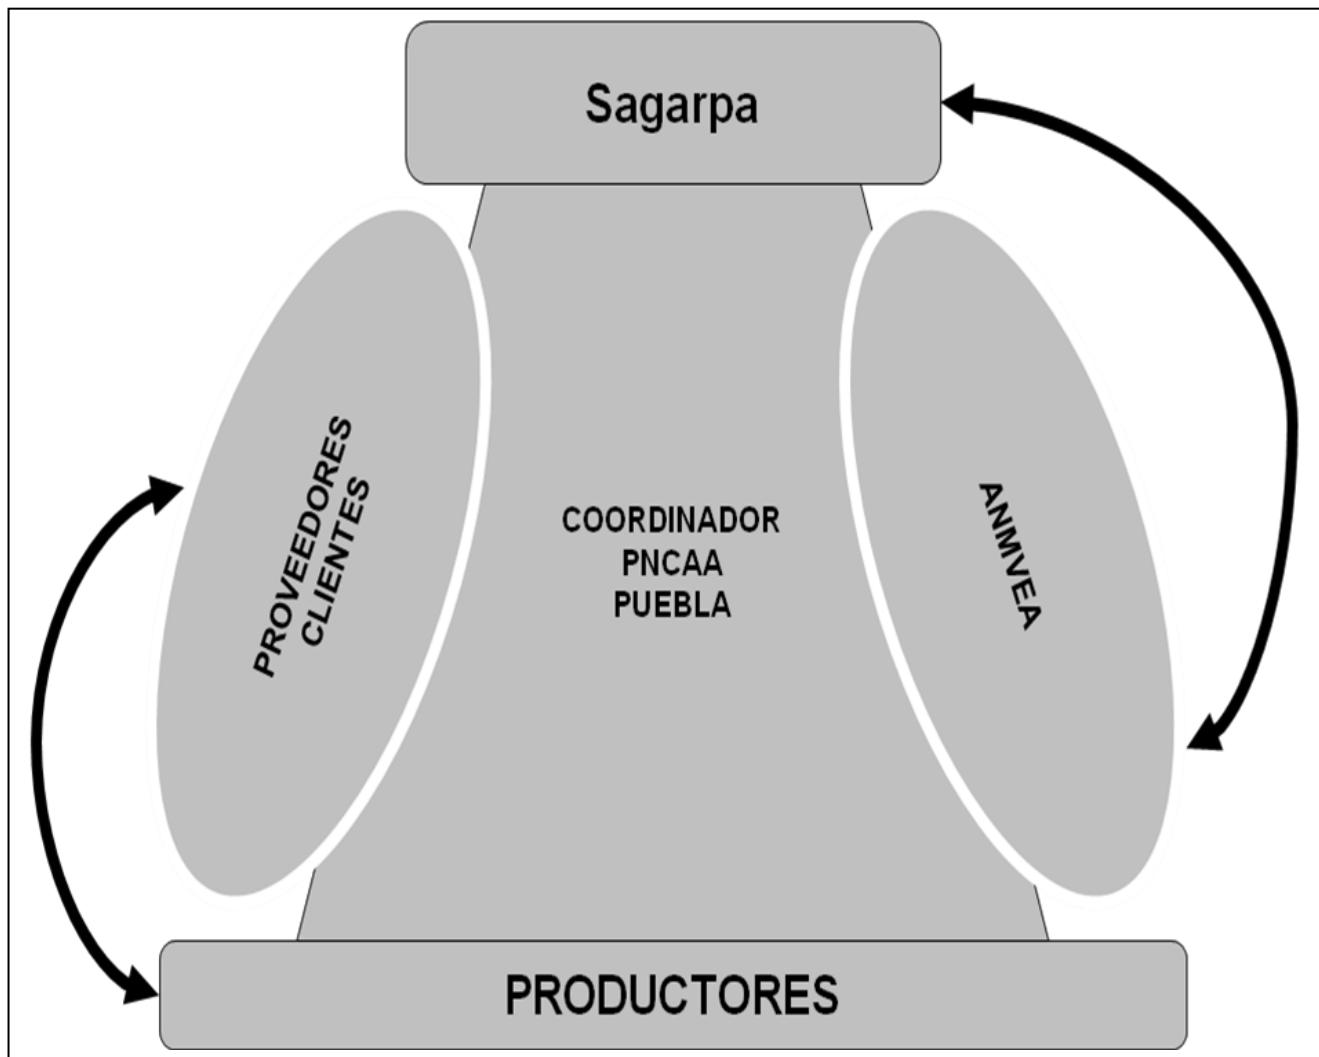 Sagarpa
PROVEEDORES
CLIENTES
COORDINADOR
PNCAA
PUEBLA
ANMVEA
PRODUCTORES